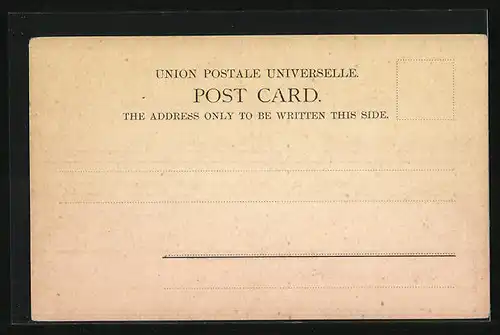 UNION POSTALE UNIVERSELLE.
POST CARD.
THE ADDRESS ONLY TO BE WRITTEN THIS SIDE.